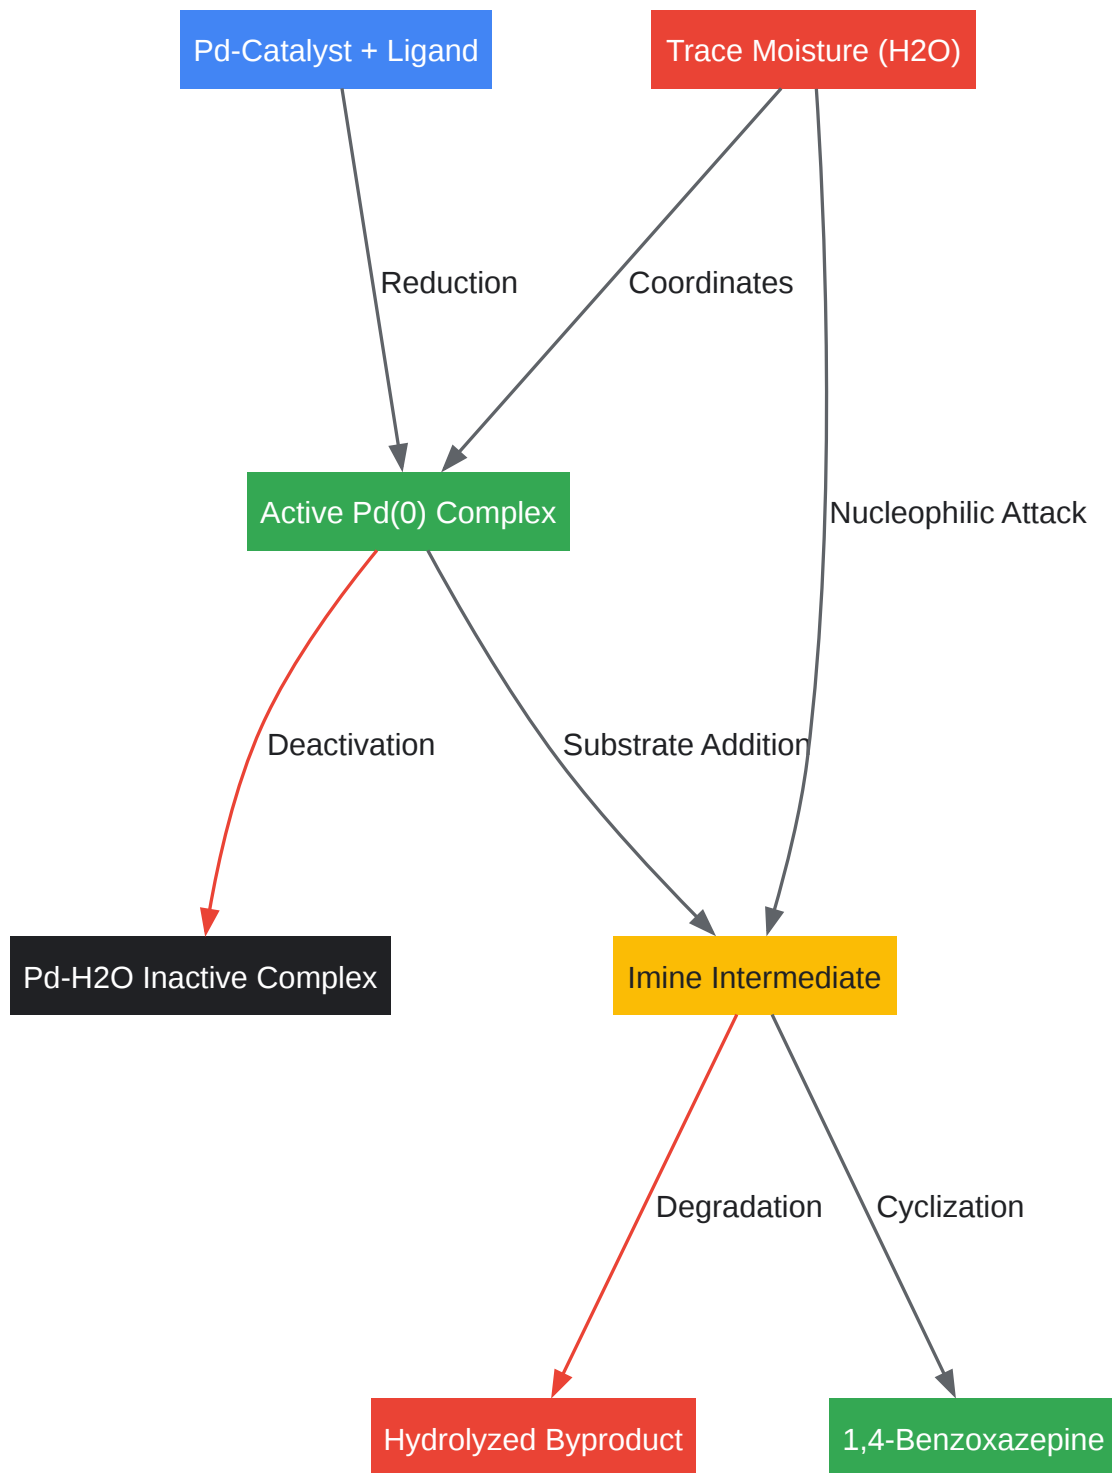 Pd-Catalyst + Ligand
Trace Moisture (H2O)
Reduction
Coordinates
Active Pd(0) Complex
Nucleophilic Attack
Deactivation
Substrate Addition
Pd-H2O Inactive Complex
Imine Intermediate
Degradation
Cyclization
Hydrolyzed Byproduct
1,4-Benzoxazepine